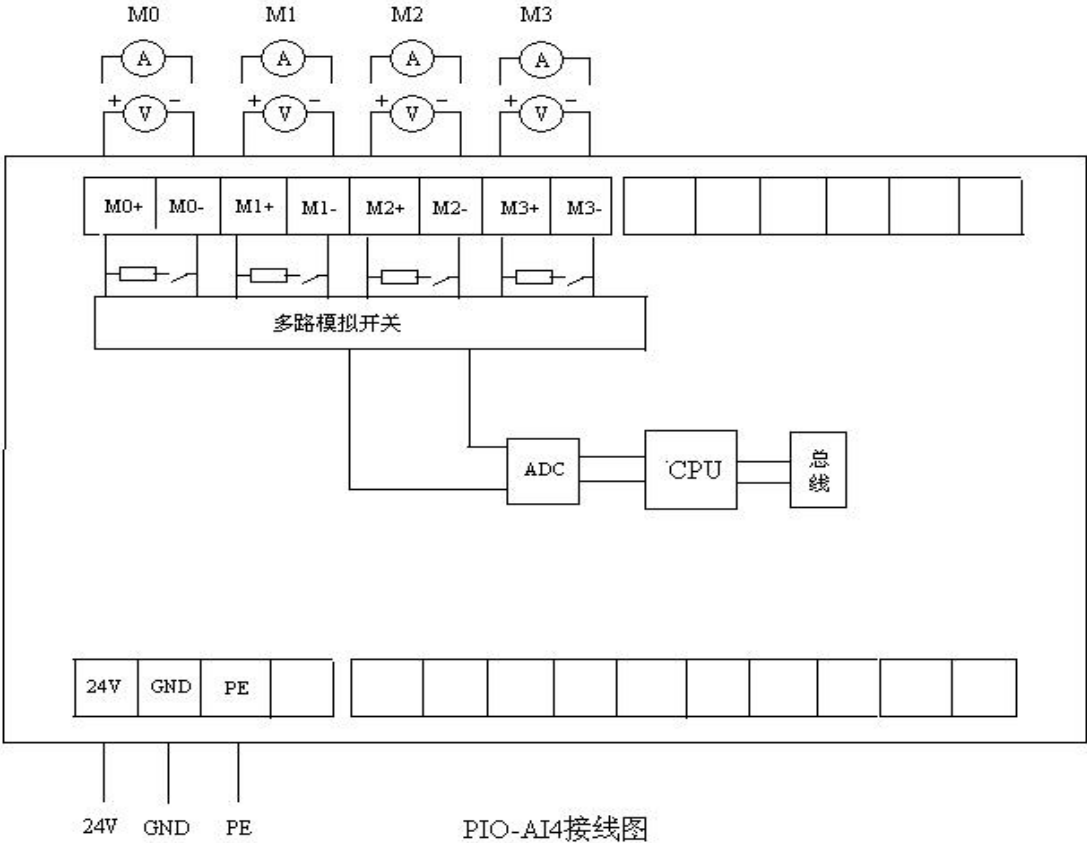 M0 M1 M2 M3
A A A A
+ V − + V − + V − + V −
M0+ M0- M1+ M1- M2+ M2- M3+ M3-
多路模拟开关
ADC CPU 总线
24V GND PE
24V GND PE
PIO-AI4接线图